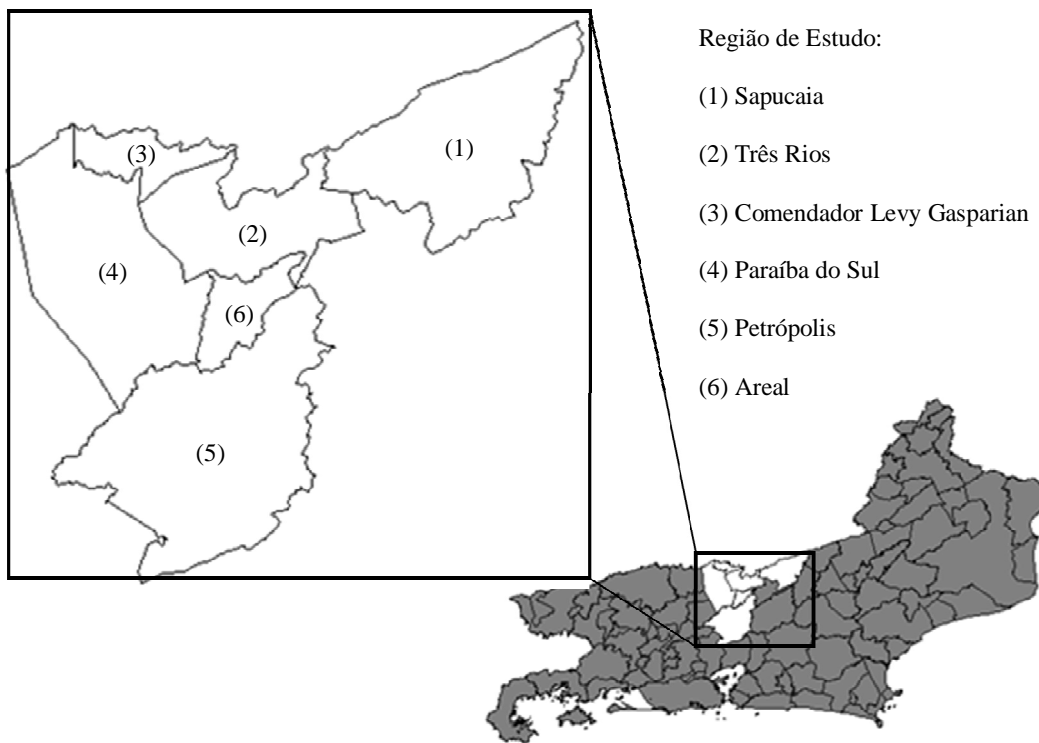 Região de Estudo:
(1) Sapucaia
(2) Três Rios
(3) Comendador Levy Gasparian
(4) Paraíba do Sul
(5) Petrópolis
(6) Areal
(1)
(3)
(2)
(4)
(6)
(5)